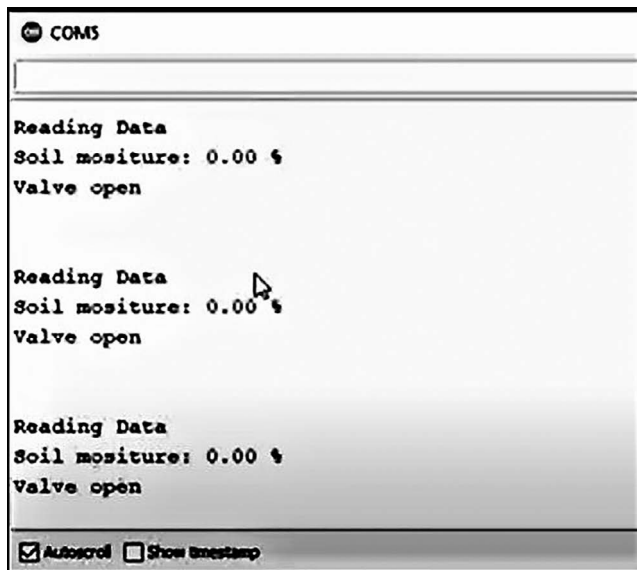 COM5
Reading Data
Soil mositure: 0.00 %
Valve open
Reading Data
Soil mositure: 0.00 %
Valve open
Reading Data
Soil mositure: 0.00 %
Valve open
Autoscroll Show timestamp